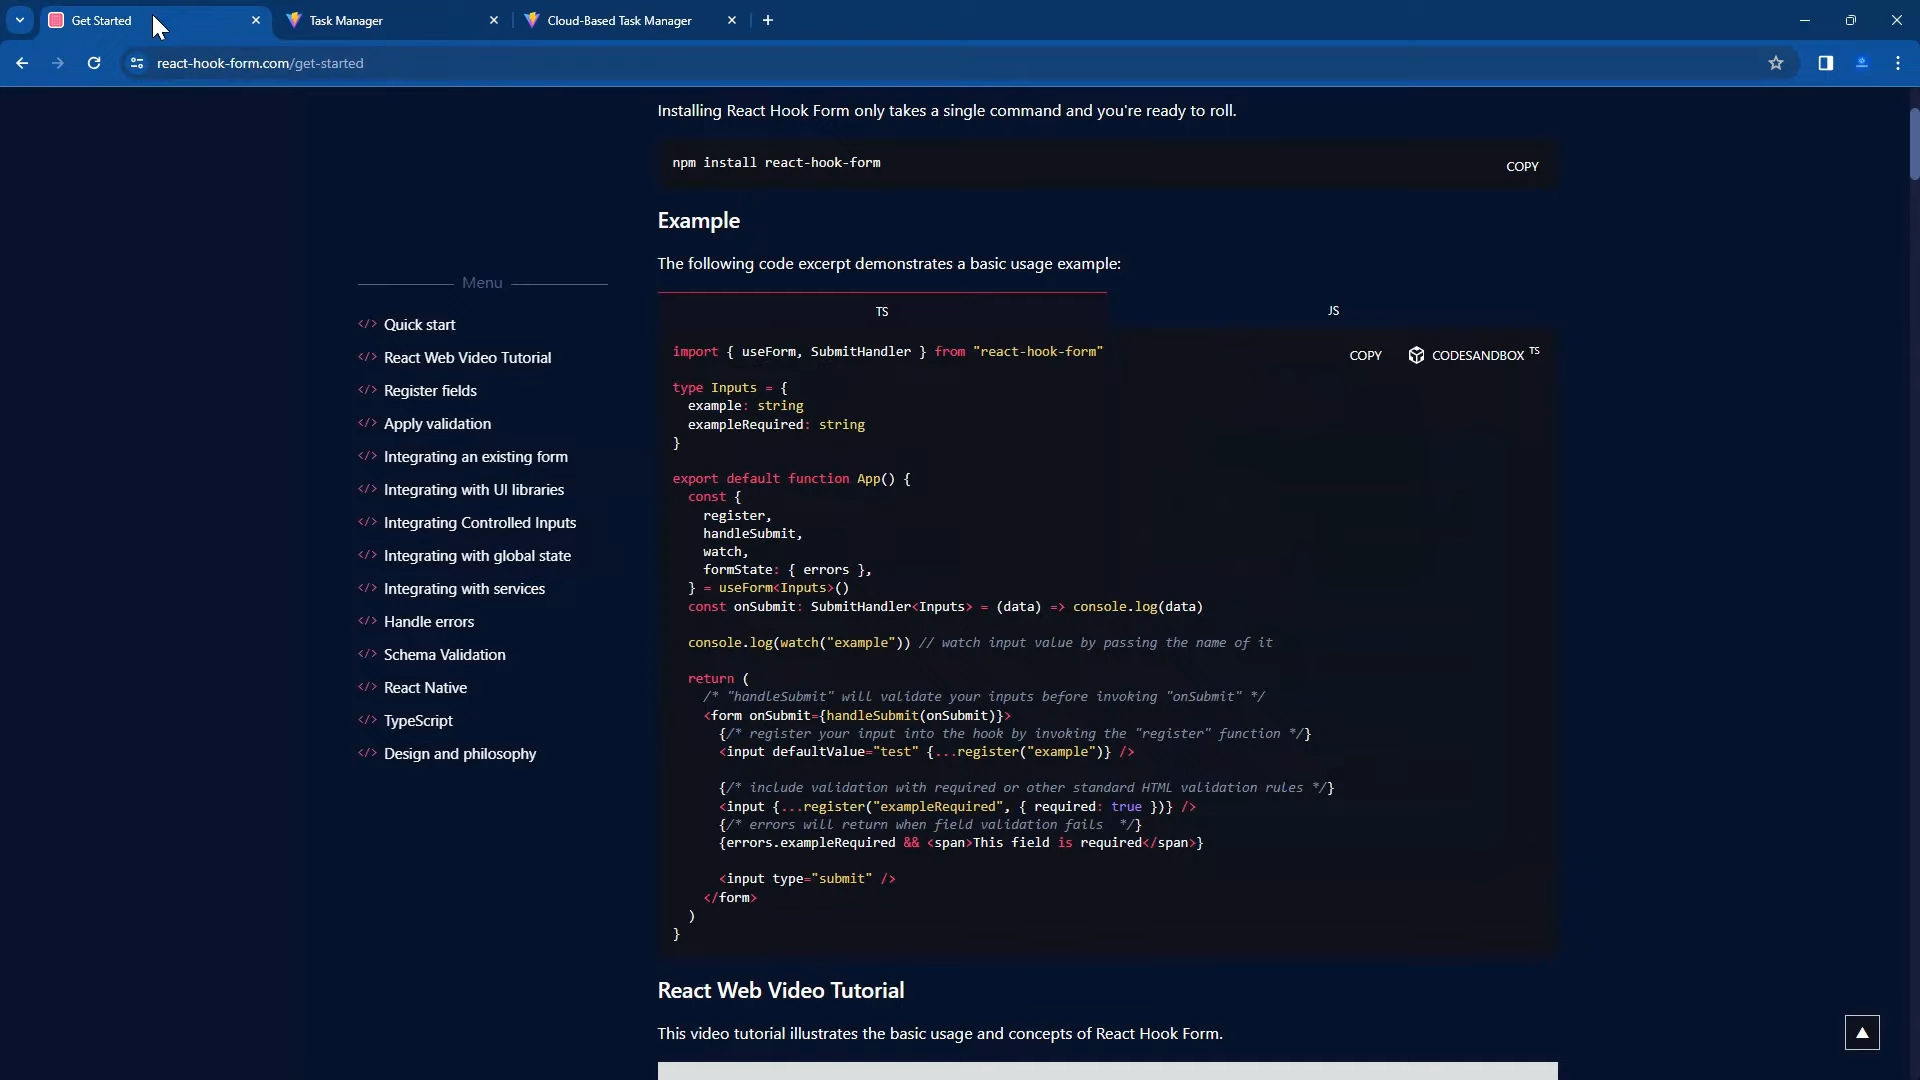 Get Started
Task Manager
Cloud-Based Task Manager
react-hook-form.com/get-started
Installing React Hook Form only takes a single command and you're ready to roll.
npm install react-hook-form
COPY
Example
The following code excerpt demonstrates a basic usage example:
Menu
</> Quick start
</> React Web Video Tutorial
</> Register fields
</> Apply validation
</> Integrating an existing form
</> Integrating with UI libraries
</> Integrating Controlled Inputs
</> Integrating with global state
</> Integrating with services
</> Handle errors
</> Schema Validation
</> React Native
</> TypeScript
</> Design and philosophy
TS
JS
COPY
CODESANDBOX TS
import { useForm, SubmitHandler } from "react-hook-form"
type Inputs = {
example: string
exampleRequired: string
}
export default function App() {
const {
register,
handleSubmit,
watch,
formState: { errors },
} = useForm<Inputs>()
const onSubmit: SubmitHandler<Inputs> = (data) => console.log(data)
console.log(watch("example")) // watch input value by passing the name of it
return (
/* "handleSubmit" will validate your inputs before invoking "onSubmit" */
<form onSubmit={handleSubmit(onSubmit)}>
{/* register your input into the hook by invoking the "register" function */}
<input defaultValue="test" {...register("example")} />
{/* include validation with required or other standard HTML validation rules */}
<input {...register("exampleRequired", { required: true })} />
{/* errors will return when field validation fails  */}
{errors.exampleRequired && <span>This field is required</span>}
<input type="submit" />
</form>
)
}
React Web Video Tutorial
This video tutorial illustrates the basic usage and concepts of React Hook Form.